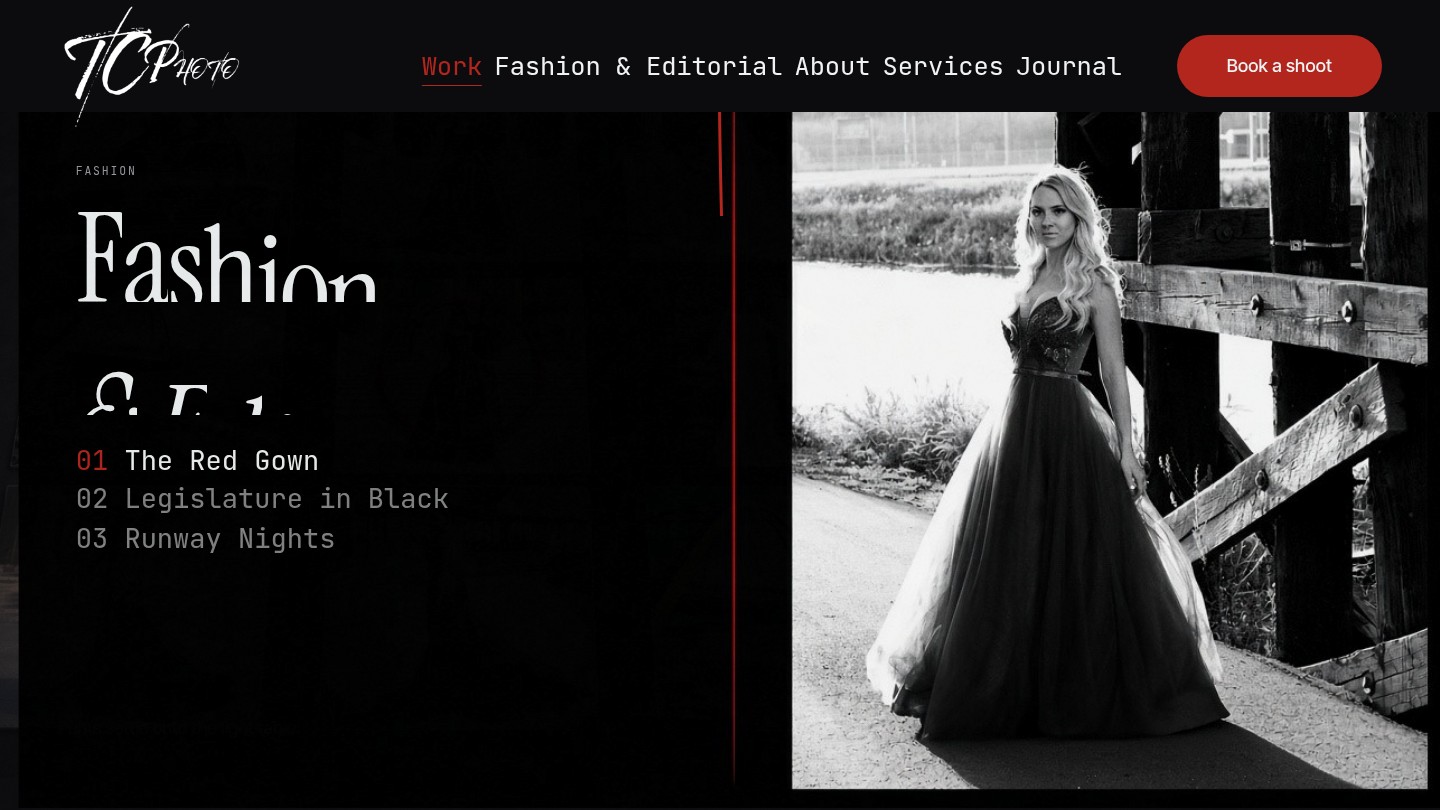 TCPHOTO
Work Fashion & Editorial About Services Journal
Book a shoot
FASHION
Fashion
01 The Red Gown
02 Legislature in Black
03 Runway Nights